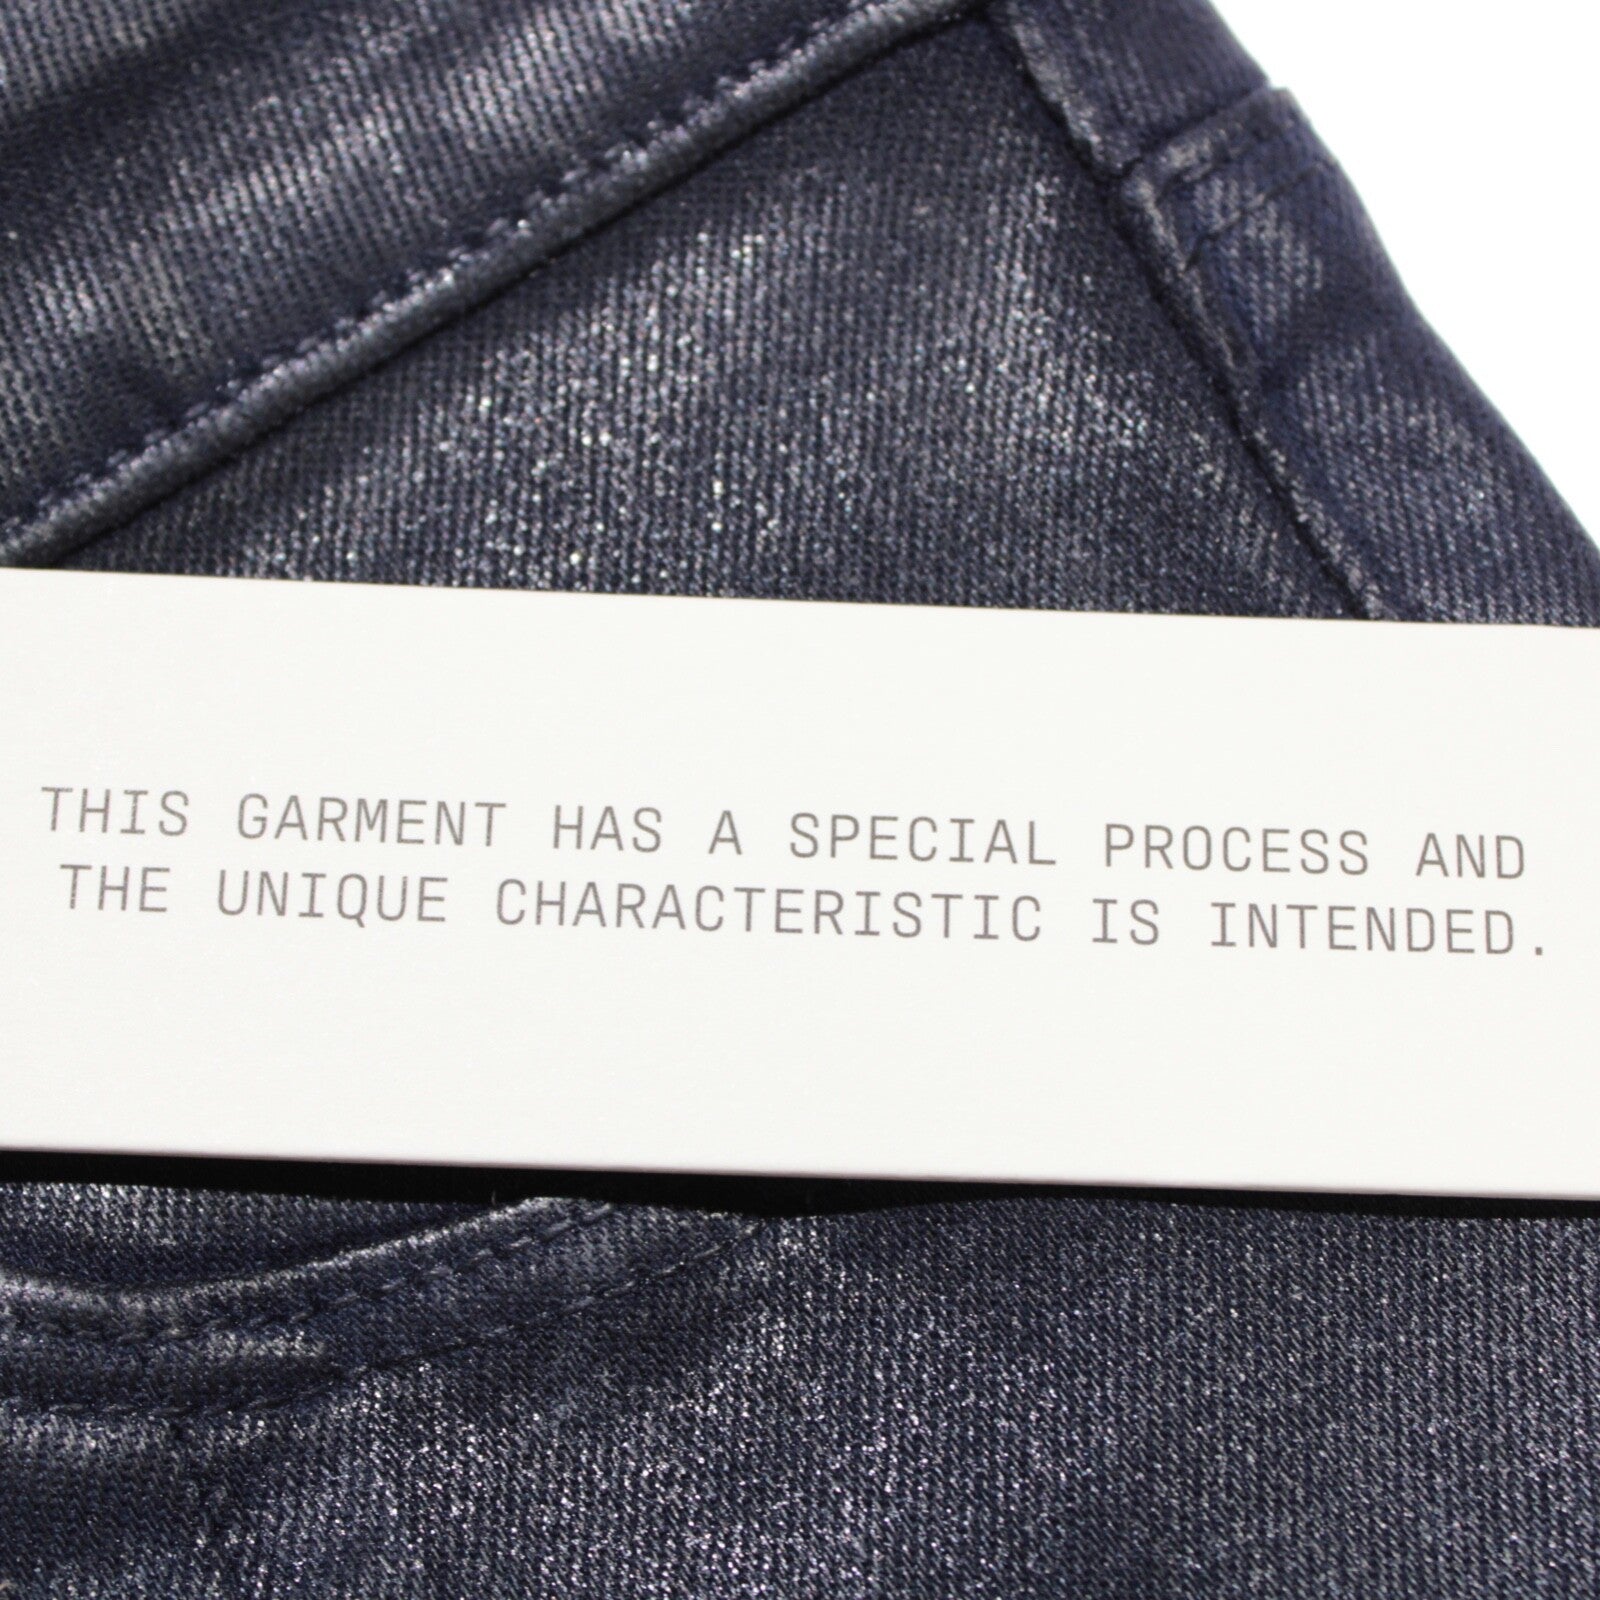 THIS GARMENT HAS A SPECIAL PROCESS AND
THE UNIQUE CHARACTERISTIC IS INTENDED.